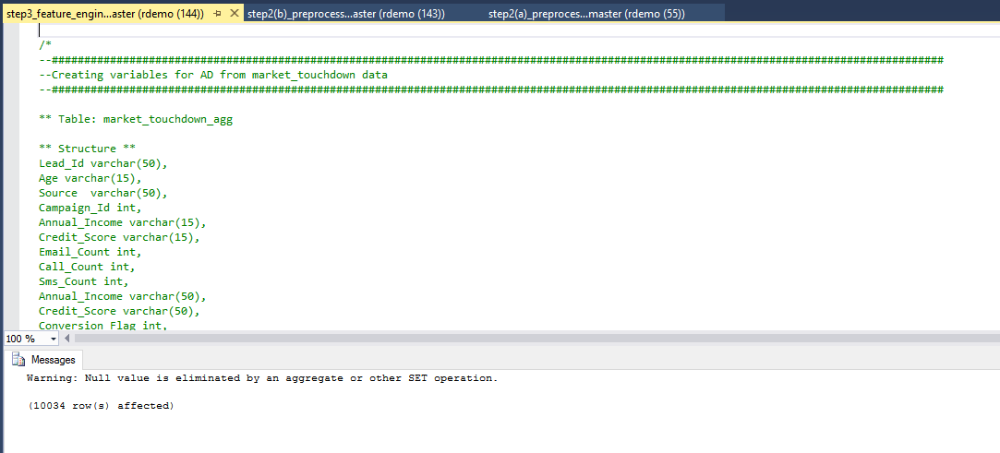 step3_feature_engin...aster (rdemo (144)) step2(b)_preprocess...aster (rdemo (143)) step2(a)_preproces...master (rdemo (55))
/*
--##########################################################################################################################################
--Creating variables for AD from market_touchdown data
--##########################################################################################################################################
** Table: market_touchdown_agg
** Structure **
Lead_Id varchar(50),
Age varchar(15),
Source  varchar(50),
Campaign_Id int,
Annual_Income varchar(15),
Credit_Score varchar(15),
Email_Count int,
Call_Count int,
Sms_Count int,
Annual_Income varchar(50),
Credit_Score varchar(50),
Conversion_Flag int,
100 %
Messages
Warning: Null value is eliminated by an aggregate or other SET operation.
(10034 row(s) affected)